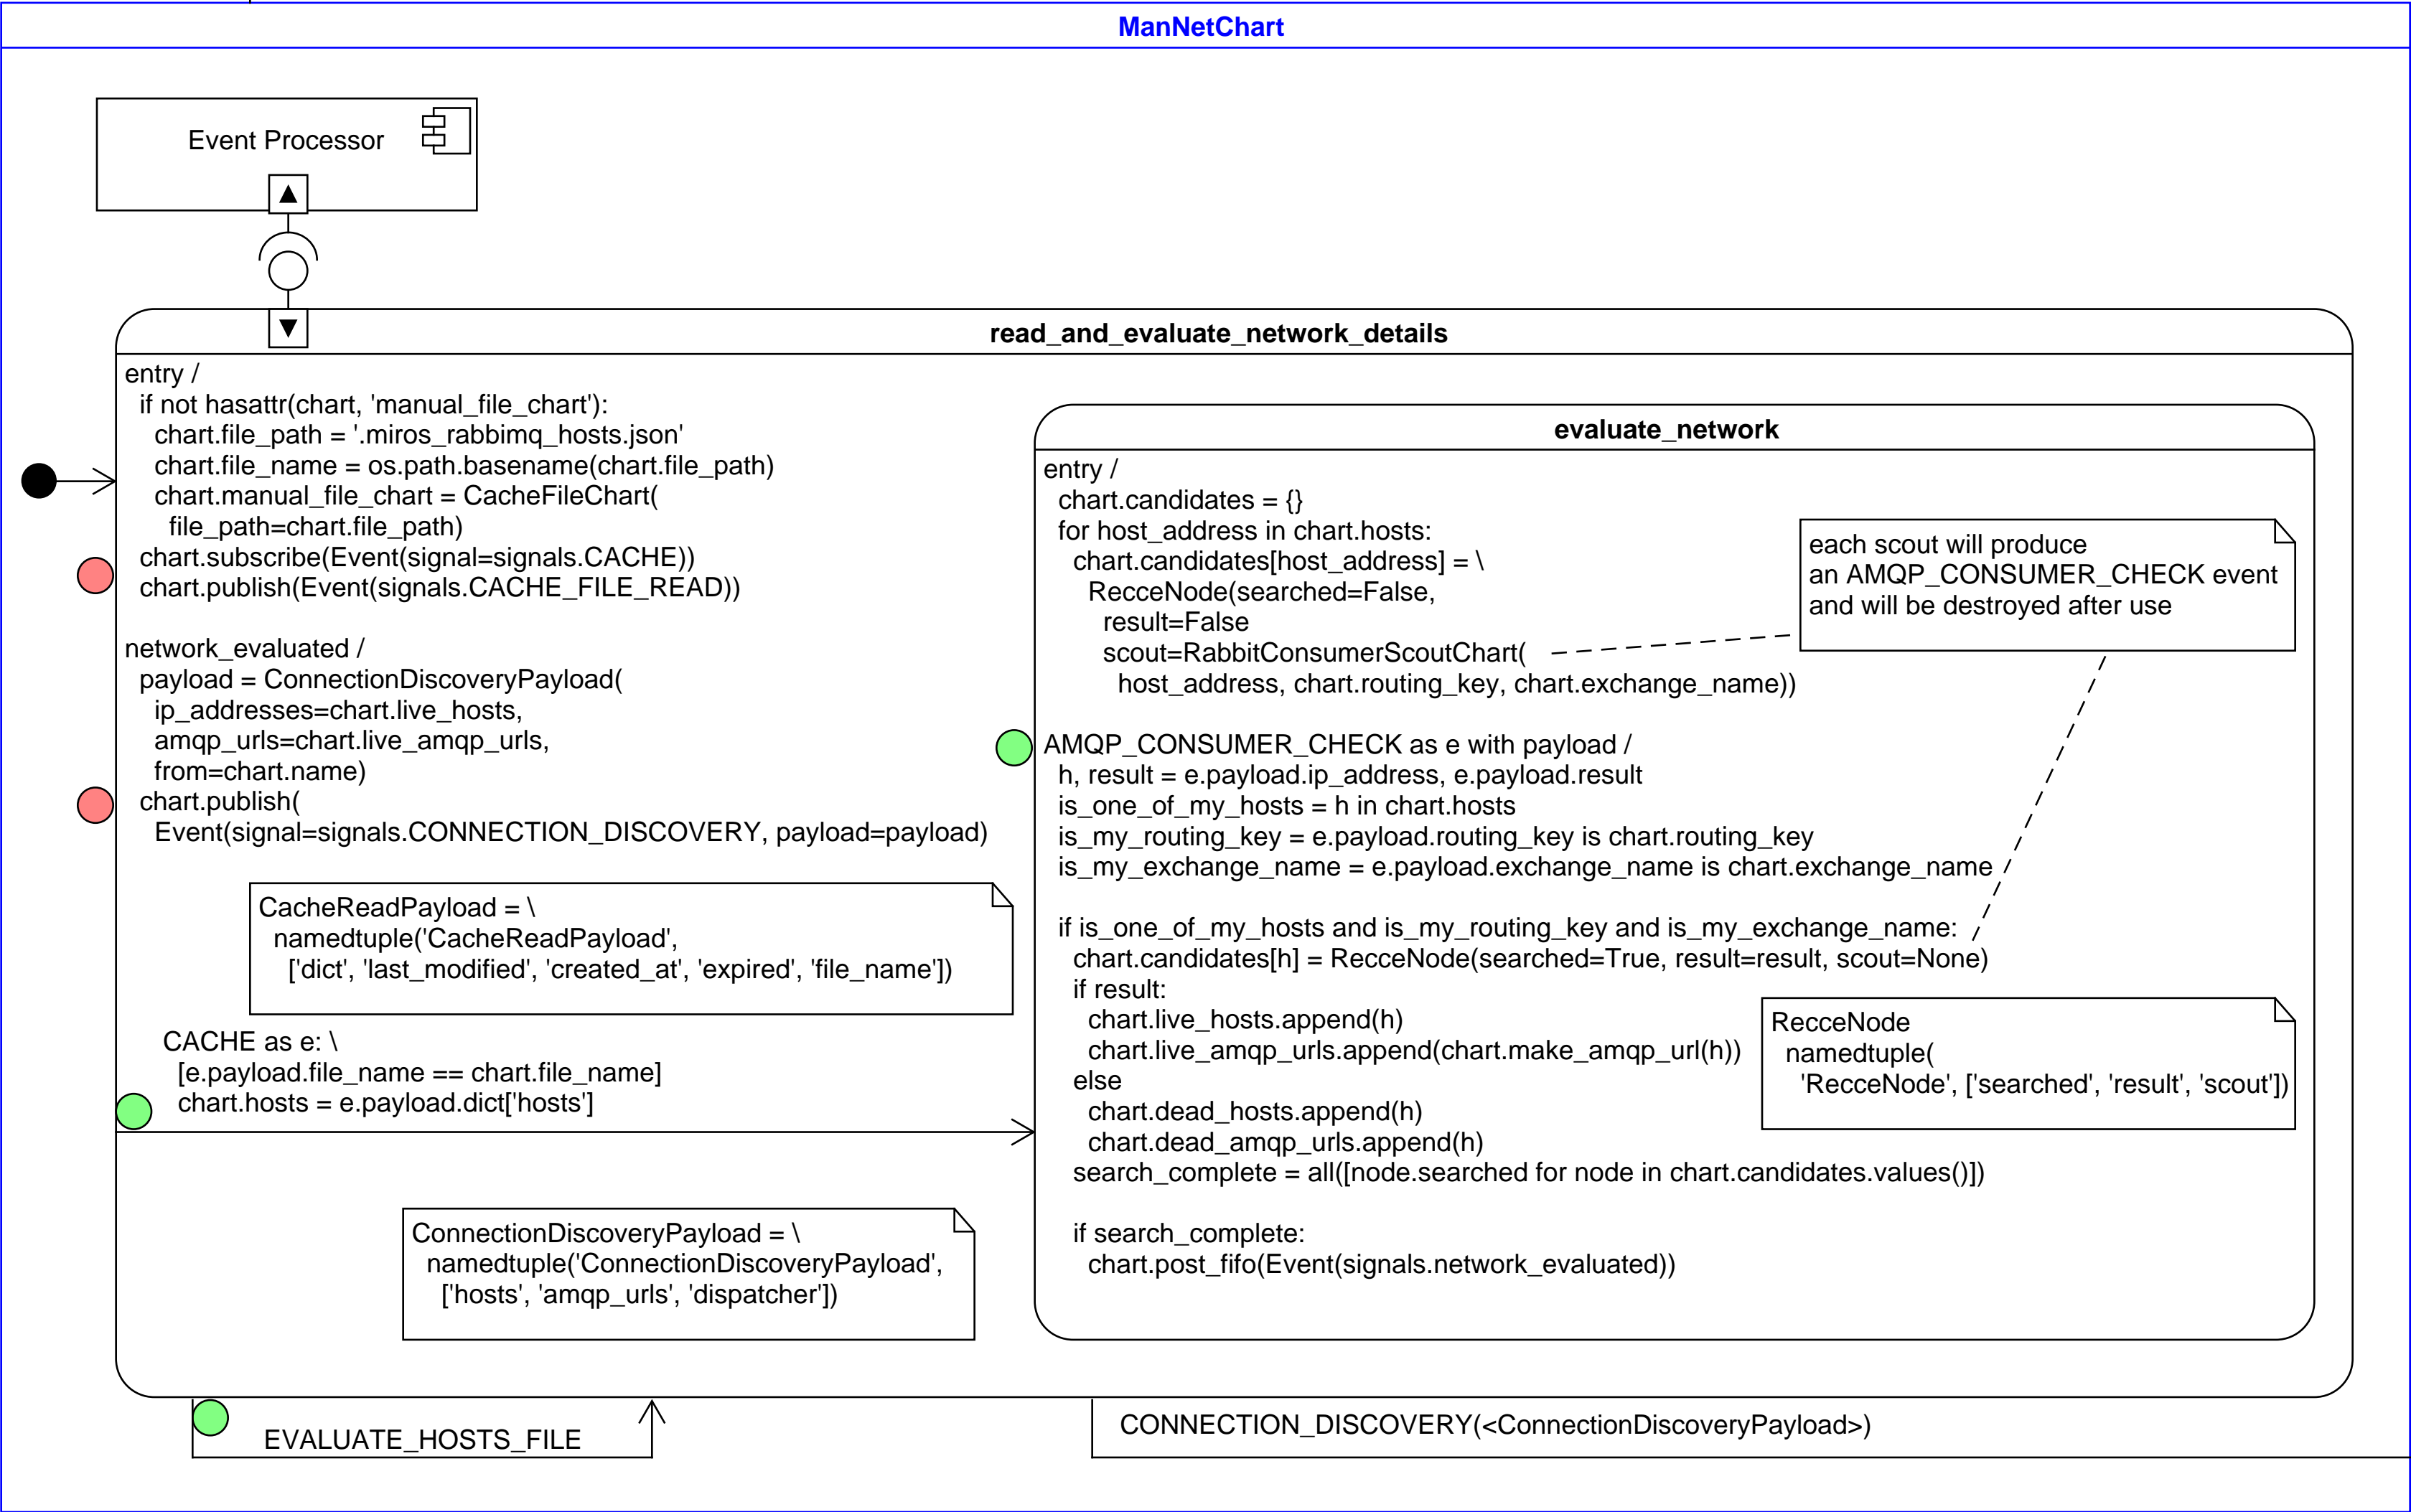 ManNetChart
Event Processor
read_and_evaluate_network_details
entry /
if not hasattr(chart, 'manual_file_chart'):
chart.file_path = '.miros_rabbimq_hosts.json'
chart.file_name = os.path.basename(chart.file_path)
chart.manual_file_chart = CacheFileChart(
file_path=chart.file_path)
chart.subscribe(Event(signal=signals.CACHE))
chart.publish(Event(signals.CACHE_FILE_READ))
network_evaluated /
payload = ConnectionDiscoveryPayload(
ip_addresses=chart.live_hosts,
amqp_urls=chart.live_amqp_urls,
from=chart.name)
chart.publish(
Event(signal=signals.CONNECTION_DISCOVERY, payload=payload)
CacheReadPayload = \
namedtuple('CacheReadPayload',
['dict', 'last_modified', 'created_at', 'expired', 'file_name'])
CACHE as e: \
[e.payload.file_name == chart.file_name]
chart.hosts = e.payload.dict['hosts']
ConnectionDiscoveryPayload = \
namedtuple('ConnectionDiscoveryPayload',
['hosts', 'amqp_urls', 'dispatcher'])
evaluate_network
entry /
chart.candidates = {}
for host_address in chart.hosts:
chart.candidates[host_address] = \
RecceNode(searched=False,
result=False
scout=RabbitConsumerScoutChart(
host_address, chart.routing_key, chart.exchange_name))
each scout will produce
an AMQP_CONSUMER_CHECK event
and will be destroyed after use
AMQP_CONSUMER_CHECK as e with payload /
h, result = e.payload.ip_address, e.payload.result
is_one_of_my_hosts = h in chart.hosts
is_my_routing_key = e.payload.routing_key is chart.routing_key
is_my_exchange_name = e.payload.exchange_name is chart.exchange_name
if is_one_of_my_hosts and is_my_routing_key and is_my_exchange_name:
chart.candidates[h] = RecceNode(searched=True, result=result, scout=None)
if result:
chart.live_hosts.append(h)
chart.live_amqp_urls.append(chart.make_amqp_url(h))
else
chart.dead_hosts.append(h)
chart.dead_amqp_urls.append(h)
search_complete = all([node.searched for node in chart.candidates.values()])
if search_complete:
chart.post_fifo(Event(signals.network_evaluated))
RecceNode
namedtuple(
'RecceNode', ['searched', 'result', 'scout'])
EVALUATE_HOSTS_FILE
CONNECTION_DISCOVERY(<ConnectionDiscoveryPayload>)